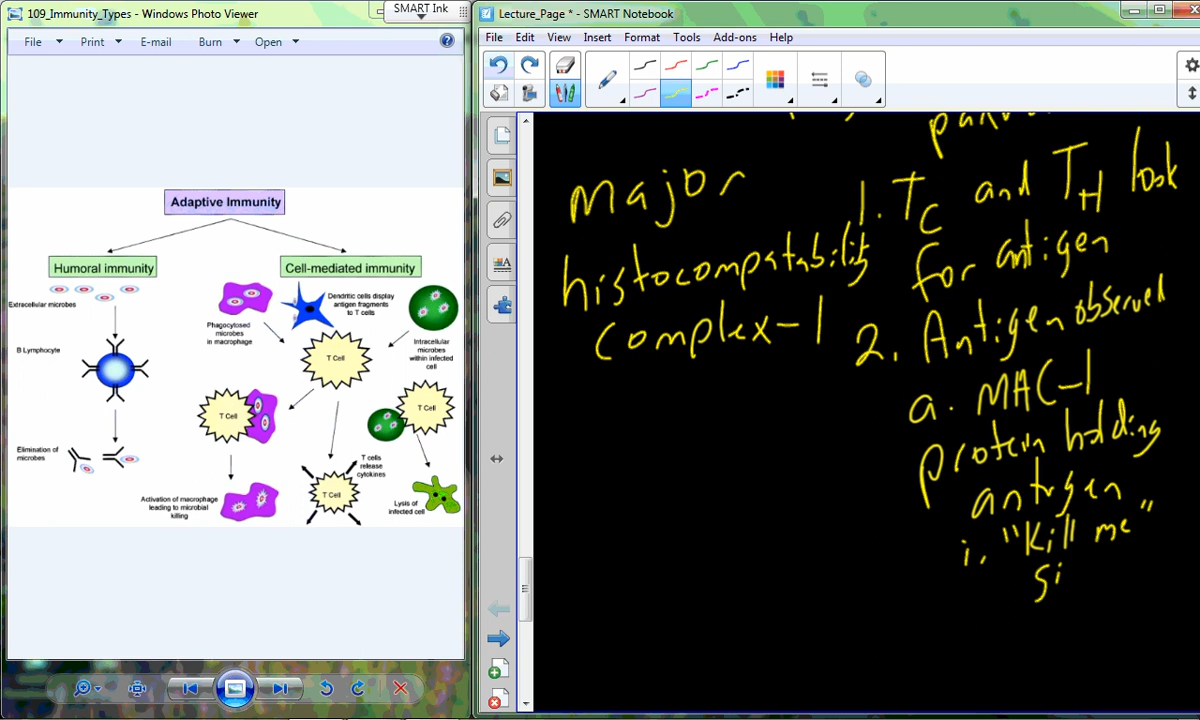 109_Immunity_Types - Windows Photo Viewer
SMART Ink
File Print E-mail Burn Open
Adaptive Immunity
Humoral immunity
Cell-mediated immunity
Extracellular microbes
B Lymphocyte
Elimination of
microbes
Phagocytosed
microbes
in macrophage
Dendritic cells display
antigen fragments
to T cells
Intracellular
microbes
within infected
cell
T Cell
T Cell
T Cell
T cells
release
cytokines
T Cell
Activation of macrophage
leading to microbial
killing
Lysis of
infected cell
Lecture_Page * - SMART Notebook
File Edit View Insert Format Tools Add-ons Help
Major
histocompatability
complex-1
1. TC and TH look
for antigen
2. Antigen observed
a. MAC-1
protein holding
antigen
i. "Kill me"
si